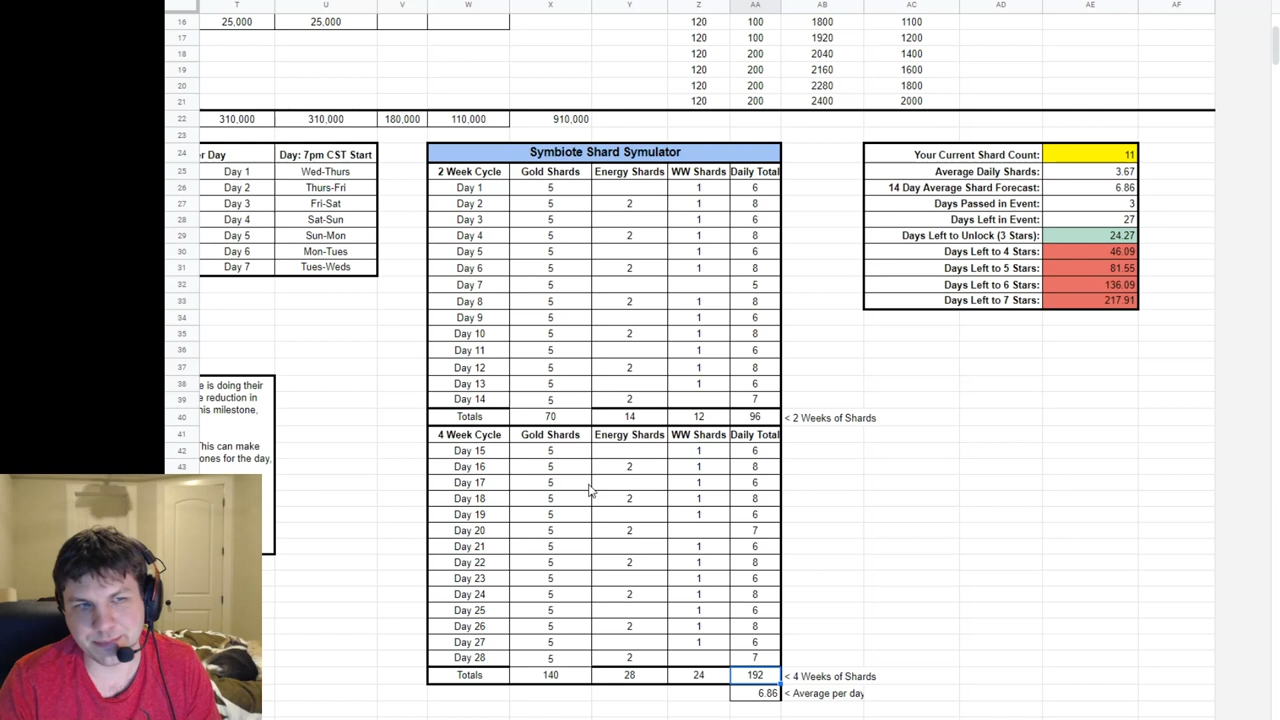 T U V W X Y Z AA AB AC AD AE AF
16 25,000 25,000 120 100 1800 1100
17 120 100 1920 1200
18 120 200 2040 1400
19 120 200 2160 1600
20 120 200 2280 1800
21 120 200 2400 2000
22 310,000 310,000 180,000 110,000 910,000
23
24 r Day Day: 7pm CST Start Symbiote Shard Symulator Your Current Shard Count: 11
25 Day 1 Wed-Thurs 2 Week Cycle Gold Shards Energy Shards WW Shards Daily Total Average Daily Shards: 3.67
26 Day 2 Thurs-Fri Day 1 5 1 6 14 Day Average Shard Forecast: 6.86
27 Day 3 Fri-Sat Day 2 5 2 1 8 Days Passed in Event: 3
28 Day 4 Sat-Sun Day 3 5 1 6 Days Left in Event: 27
29 Day 5 Sun-Mon Day 4 5 2 1 8 Days Left to Unlock (3 Stars): 24.27
30 Day 6 Mon-Tues Day 5 5 1 6 Days Left to 4 Stars: 46.09
31 Day 7 Tues-Weds Day 6 5 2 1 8 Days Left to 5 Stars: 81.55
32 Day 7 5 5 Days Left to 6 Stars: 136.09
33 Day 8 5 2 1 8 Days Left to 7 Stars: 217.91
34 Day 9 5 1 6
35 Day 10 5 2 1 8
36 Day 11 5 1 6
37 Day 12 5 2 1 8
38 e is doing their Day 13 5 1 6
39 e reduction in Day 14 5 2 7
40 his milestone, Totals 70 14 12 96 < 2 Weeks of Shards
41 4 Week Cycle Gold Shards Energy Shards WW Shards Daily Total
42 This can make Day 15 5 1 6
43 ones for the day, Day 16 5 2 1 8
Day 17 5 1 6
Day 18 5 2 1 8
Day 19 5 1 6
Day 20 5 2 7
Day 21 5 1 6
Day 22 5 2 1 8
Day 23 5 1 6
Day 24 5 2 1 8
Day 25 5 1 6
Day 26 5 2 1 8
Day 27 5 1 6
Day 28 5 2 7
Totals 140 28 24 192 < 4 Weeks of Shards
6.86 < Average per day